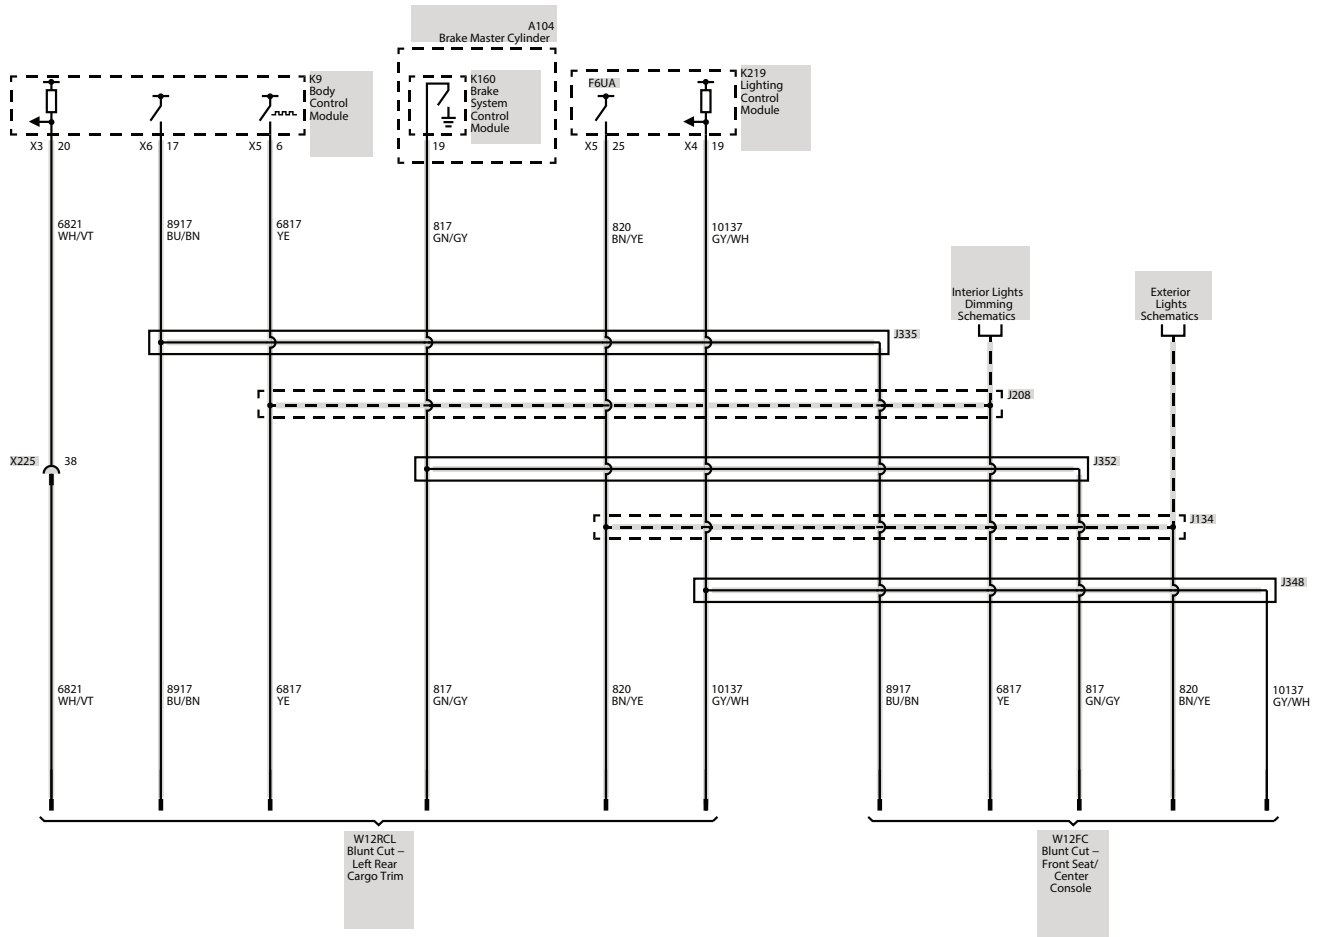 A104
Brake Master Cylinder
K9
Body
Control
Module
K160
Brake
System
Control
Module
F6UA
K219
Lighting
Control
Module
X3 20
X6 17
X5 6
19
X5 25
X4 19
6821
WH/VT
8917
BU/BN
6817
YE
817
GN/GY
820
BN/YE
10137
GY/WH
Interior Lights
Dimming
Schematics
Exterior
Lights
Schematics
J335
J208
X225 38
J352
J134
J348
6821
WH/VT
8917
BU/BN
6817
YE
817
GN/GY
820
BN/YE
10137
GY/WH
8917
BU/BN
6817
YE
817
GN/GY
820
BN/YE
10137
GY/WH
W12RCL
Blunt Cut –
Left Rear
Cargo Trim
W12FC
Blunt Cut –
Front Seat/
Center
Console